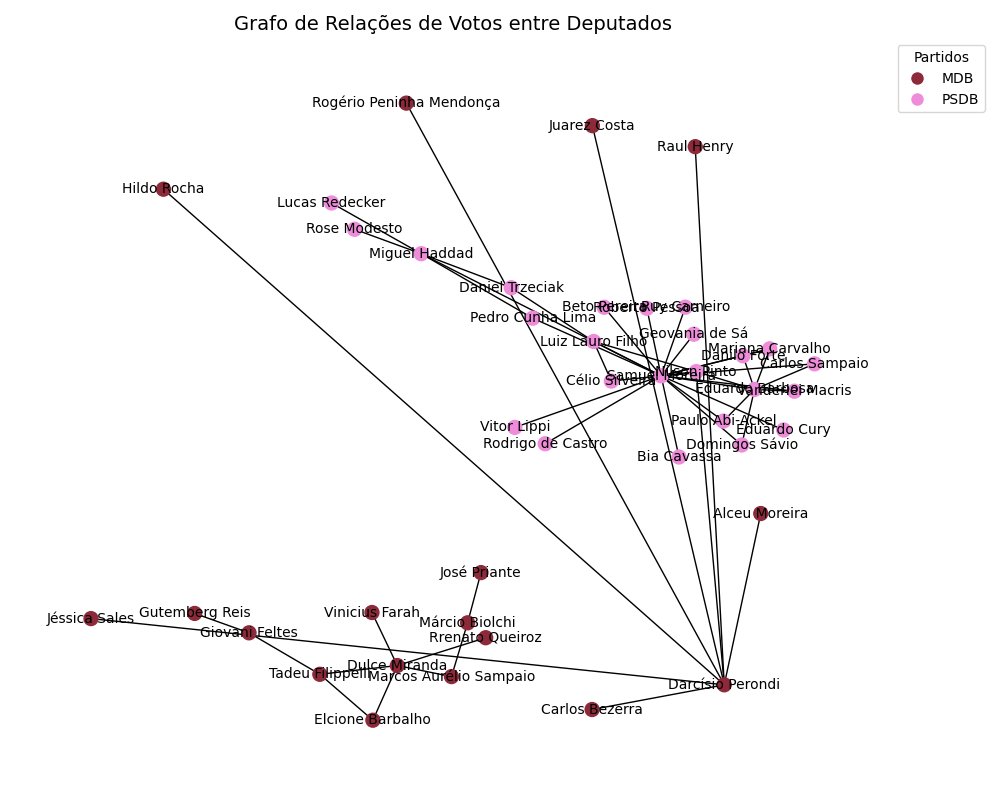 Grafo de Relações de Votos entre Deputados
Partidos
MDB
PSDB
Rogério Peninha Mendonça
Juarez Costa
Raul Henry
Hildo Rocha
Lucas Redecker
Rose Modesto
Miguel Haddad
Daniel Trzeciak
Beto Pereira
Roberto Pessoa
Ruy Carneiro
Pedro Cunha Lima
Geovania de Sá
Luiz Lauro Filho
Mariana Carvalho
Danilo Forte
Carlos Sampaio
Nilson Pinto
Samuel Moreira
Célio Silveira
Eduardo Barbosa
Vanderlei Macris
Paulo Abi-Ackel
Vitor Lippi
Eduardo Cury
Rodrigo de Castro
Domingos Sávio
Bia Cavassa
Alceu Moreira
José Priante
Vinicius Farah
Gutemberg Reis
Jéssica Sales
Márcio Biolchi
Giovani Feltes
Rrenato Queiroz
Dulce Miranda
Tadeu Filippelli
Marcos Aurélio Sampaio
Darcísio Perondi
Carlos Bezerra
Elcione Barbalho